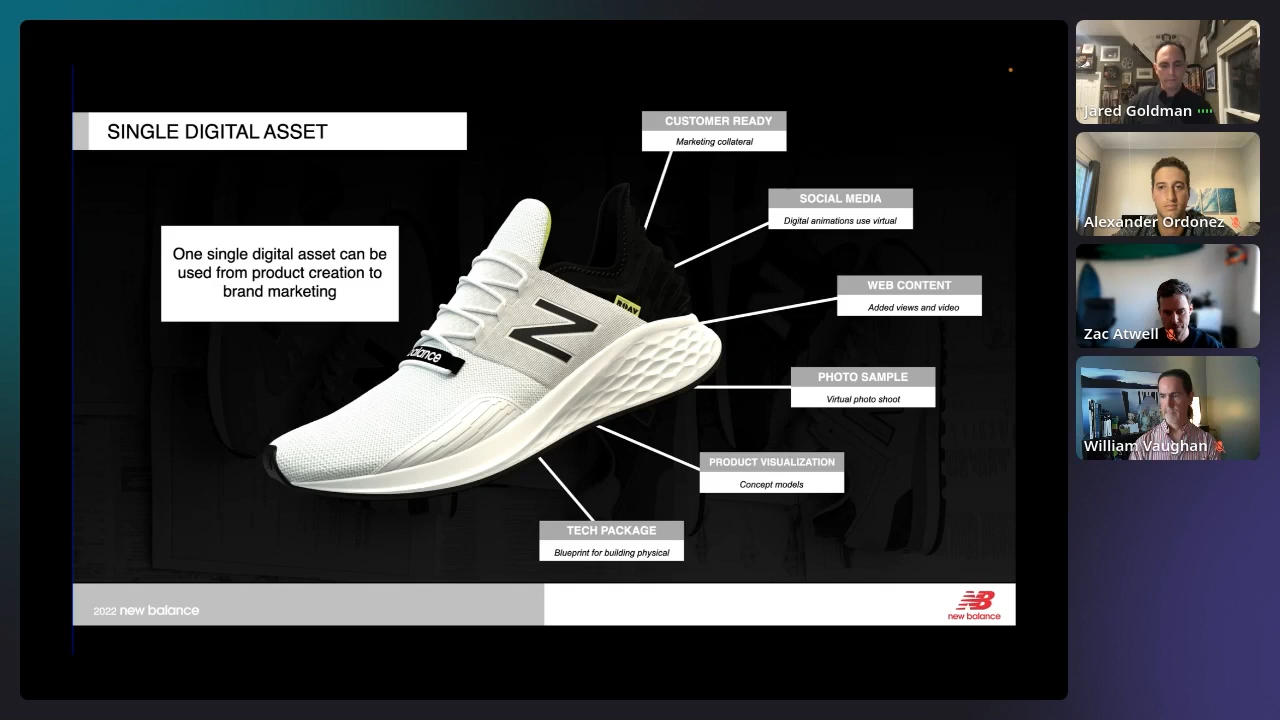 SINGLE DIGITAL ASSET
One single digital asset can be
used from product creation to
brand marketing
CUSTOMER READY
Marketing collateral
SOCIAL MEDIA
Digital animations use virtual
WEB CONTENT
Added views and video
PHOTO SAMPLE
Virtual photo shoot
PRODUCT VISUALIZATION
Concept models
TECH PACKAGE
Blueprint for building physical
N
balance
ROAV
2022 new balance
NB
new balance
Jared Goldman
Alexander Ordonez
Zac Atwell
William Vaughan